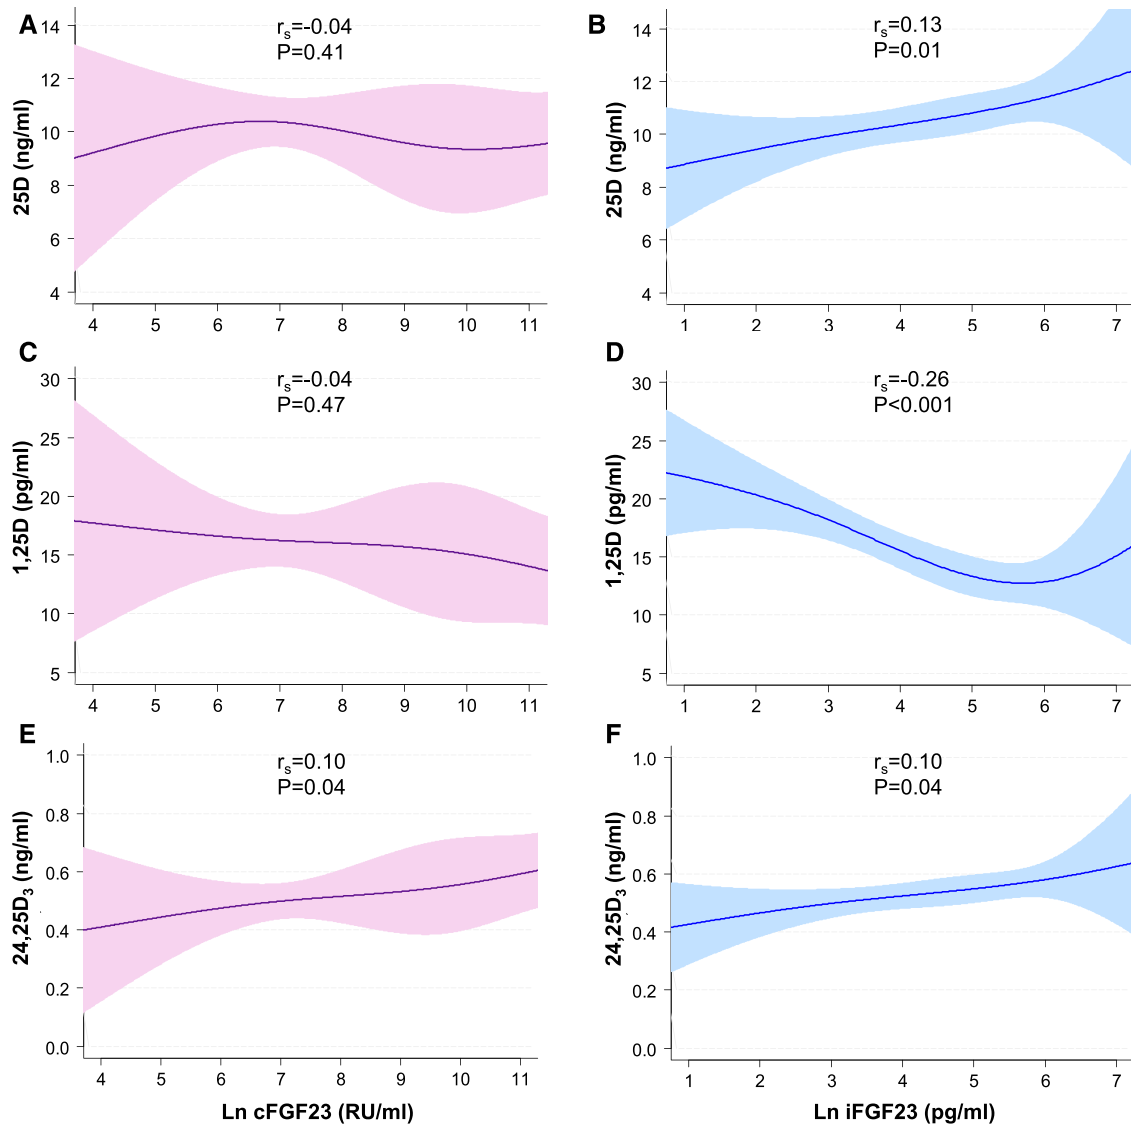 A
r_s=-0.04
P=0.41
25D (ng/ml)
14
12
10
8
6
4
4 5 6 7 8 9 10 11
B
r_s=0.13
P=0.01
25D (ng/ml)
14
12
10
8
6
4
1 2 3 4 5 6 7
C
r_s=-0.04
P=0.47
1,25D (pg/ml)
30
25
20
15
10
5
4 5 6 7 8 9 10 11
D
r_s=-0.26
P<0.001
1,25D (pg/ml)
30
25
20
15
10
5
1 2 3 4 5 6 7
E
r_s=0.10
P=0.04
24,25D₃ (ng/ml)
1.0
0.8
0.6
0.4
0.2
0.0
4 5 6 7 8 9 10 11
Ln cFGF23 (RU/ml)
F
r_s=0.10
P=0.04
24,25D₃ (ng/ml)
1.0
0.8
0.6
0.4
0.2
0.0
1 2 3 4 5 6 7
Ln iFGF23 (pg/ml)